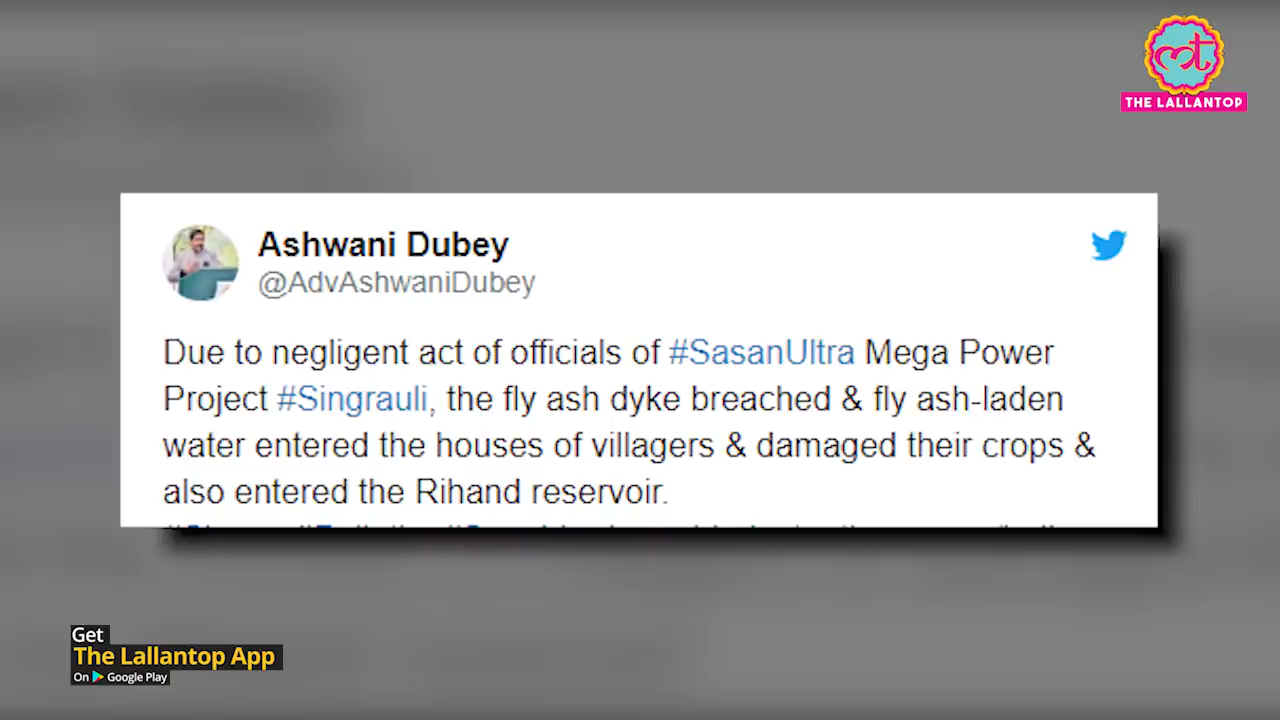 THE LALLANTOP
Ashwani Dubey
@AdvAshwaniDubey
Due to negligent act of officials of #SasanUltra Mega Power
Project #Singrauli, the fly ash dyke breached & fly ash-laden
water entered the houses of villagers & damaged their crops &
also entered the Rihand reservoir.
Get
The Lallantop App
On Google Play